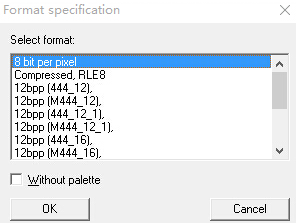 Format specification
Select format:
8 bit per pixel
Compressed, RLE8
12bpp (444_12),
12bpp (M444_12),
12bpp (444_12_1),
12bpp (M444_12_1),
12bpp (444_16),
12bpp (M444_16),
Without palette
OK
Cancel